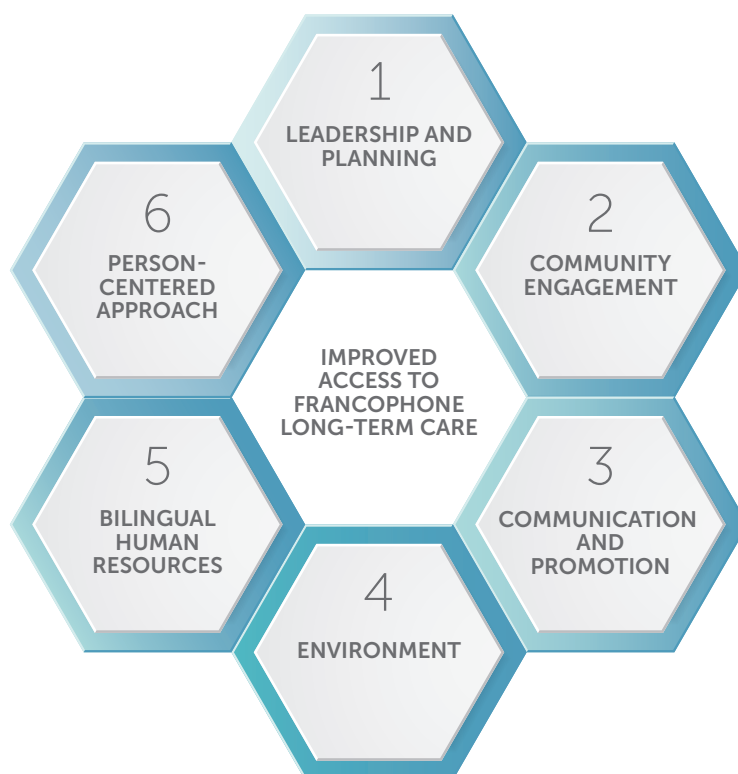 1
LEADERSHIP AND
PLANNING
2
COMMUNITY
ENGAGEMENT
3
COMMUNICATION
AND
PROMOTION
4
ENVIRONMENT
5
BILINGUAL
HUMAN
RESOURCES
6
PERSON-
CENTERED
APPROACH
IMPROVED
ACCESS TO
FRANCOPHONE
LONG-TERM CARE